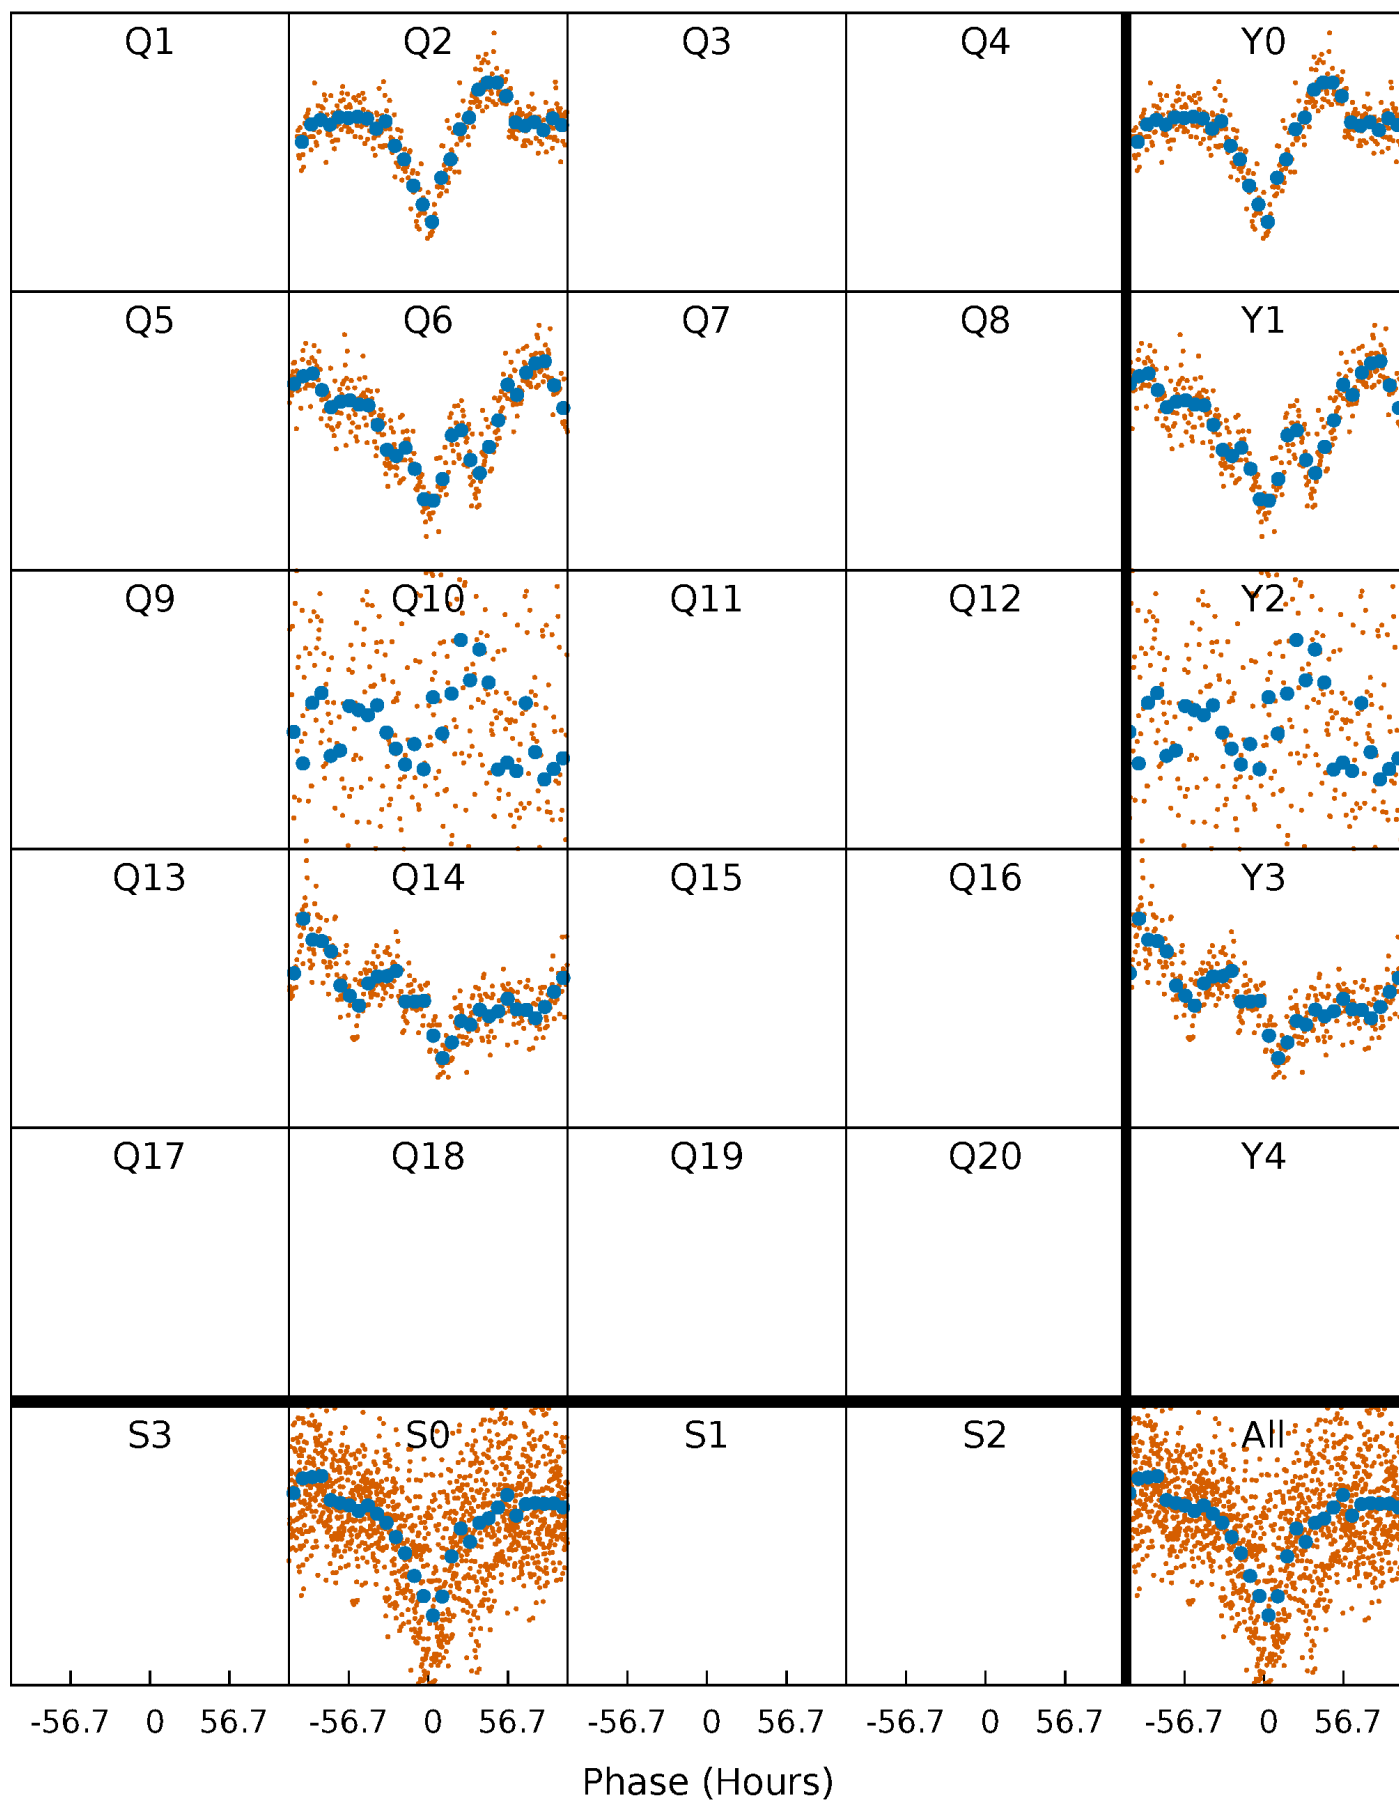 Q1 Q2 Q3 Q4 Y0
Q5 Q6 Q7 Q8 Y1
Q9 Q10 Q11 Q12 Y2
Q13 Q14 Q15 Q16 Y3
Q17 Q18 Q19 Q20 Y4
S3 S0 S1 S2 All
-56.7 0 56.7 -56.7 0 56.7 -56.7 0 56.7 -56.7 0 56.7 -56.7 0 56.7
Phase (Hours)